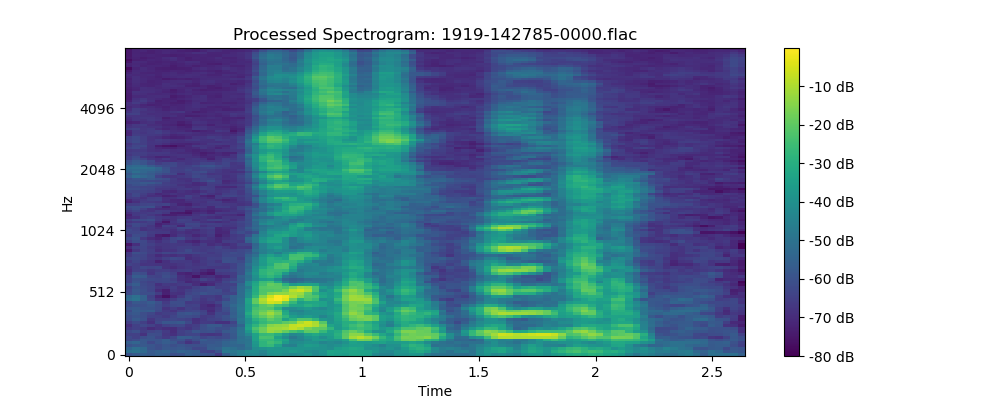 Processed Spectrogram: 1919-142785-0000.flac
Hz
4096
2048
1024
512
0
0
0.5
1
1.5
2
2.5
Time
-10 dB
-20 dB
-30 dB
-40 dB
-50 dB
-60 dB
-70 dB
-80 dB